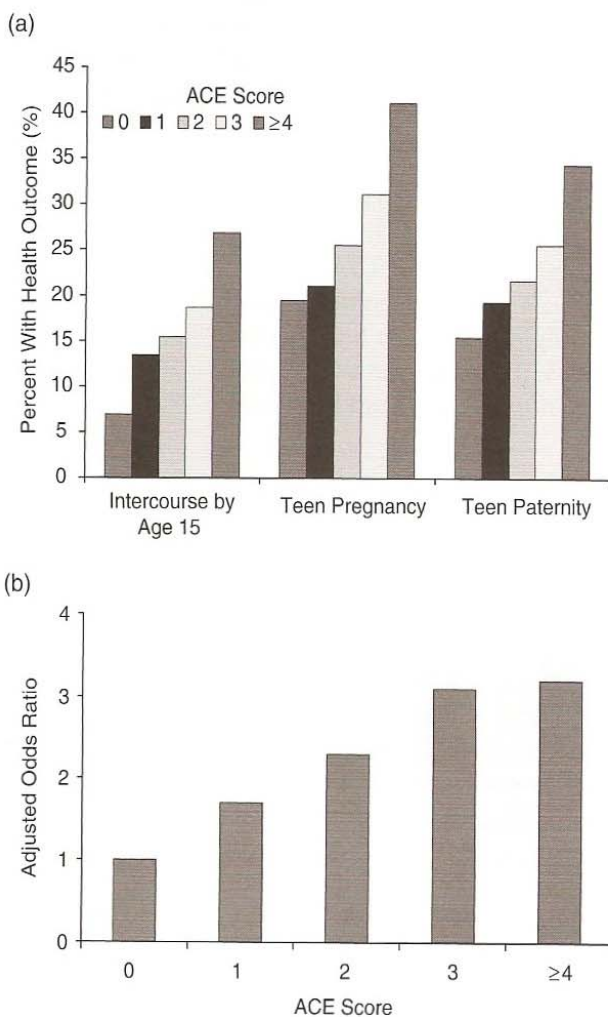 (a)
Percent With Health Outcome (%)
45
40
35
30
25
20
15
10
5
0
ACE Score
0 1 2 3 ≥4
Intercourse by
Age 15
Teen Pregnancy
Teen Paternity
(b)
Adjusted Odds Ratio
4
3
2
1
0
0 1 2 3 ≥4
ACE Score